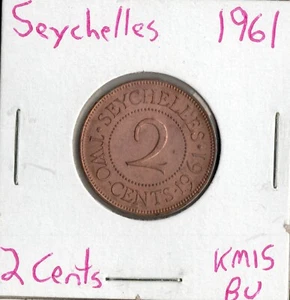 Seychelles 1961
SEYCHELLES·1961
2
TWO CENTS
2 Cents
KM15
BU